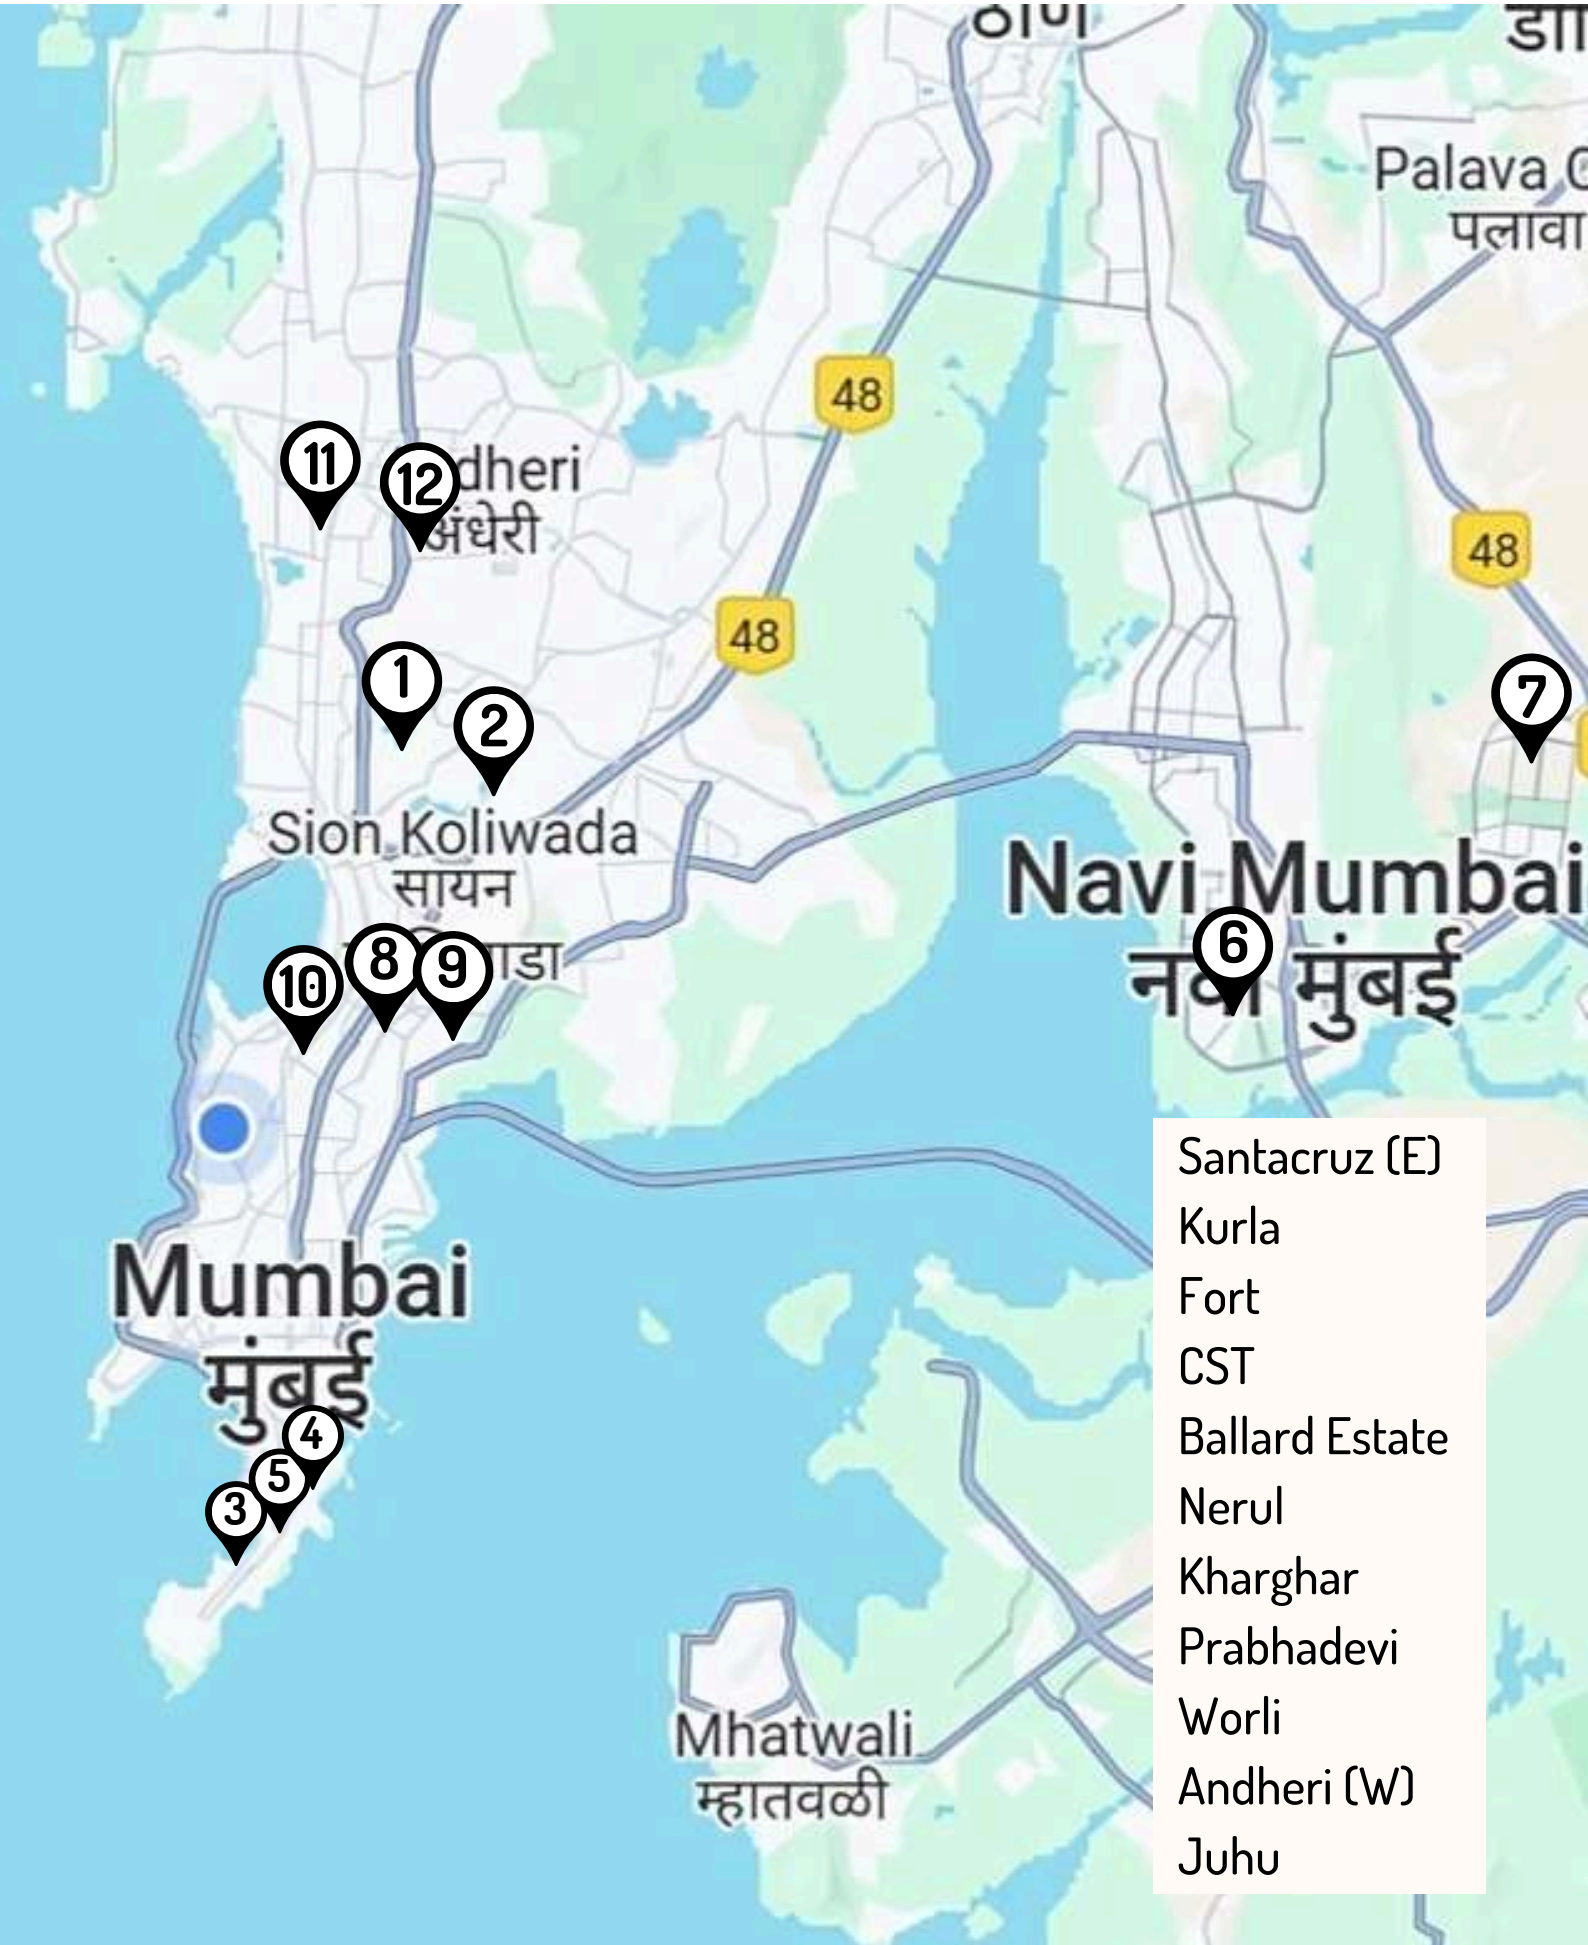 डों
Palava
पलावा
48
11
12
dheri
अंधेरी
48
48
1
2
7
Sion Koliwada
सायन
Navi Mumbai
नवी मुंबई
6
10
8
9
वाडा
Mumbai
मुंबई
4
5
3
Mhatwali
म्हातवळी
Santacruz (E)
Kurla
Fort
CST
Ballard Estate
Nerul
Kharghar
Prabhadevi
Worli
Andheri (W)
Juhu